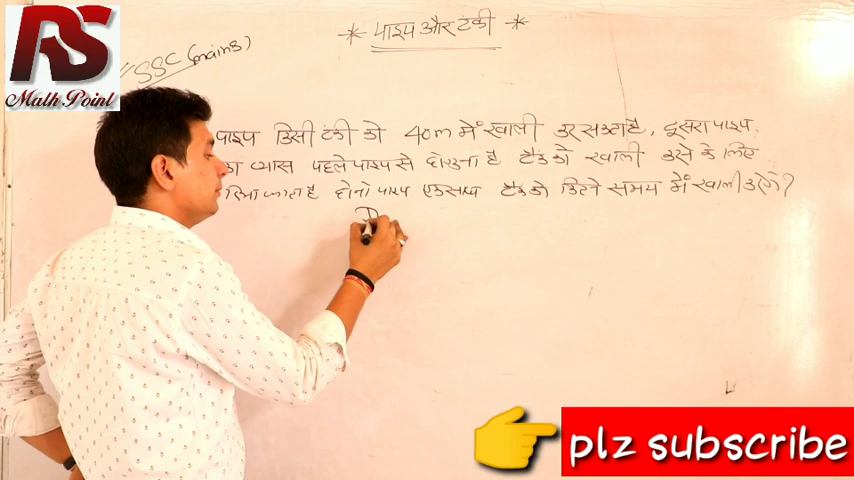 RS
Math Point
SSC (mains)
* पाइप और टंकी *
पाइप किसी टंकी को 40m में खाली कर सकता है, दूसरा पाइप
व्यास पहले पाइप से दोगुना है टैंक को खाली करने के लिए
जाता है दोनो पाइप एकसाथ टैंक को कितने समय में खाली करेंगे?
D
plz subscribe